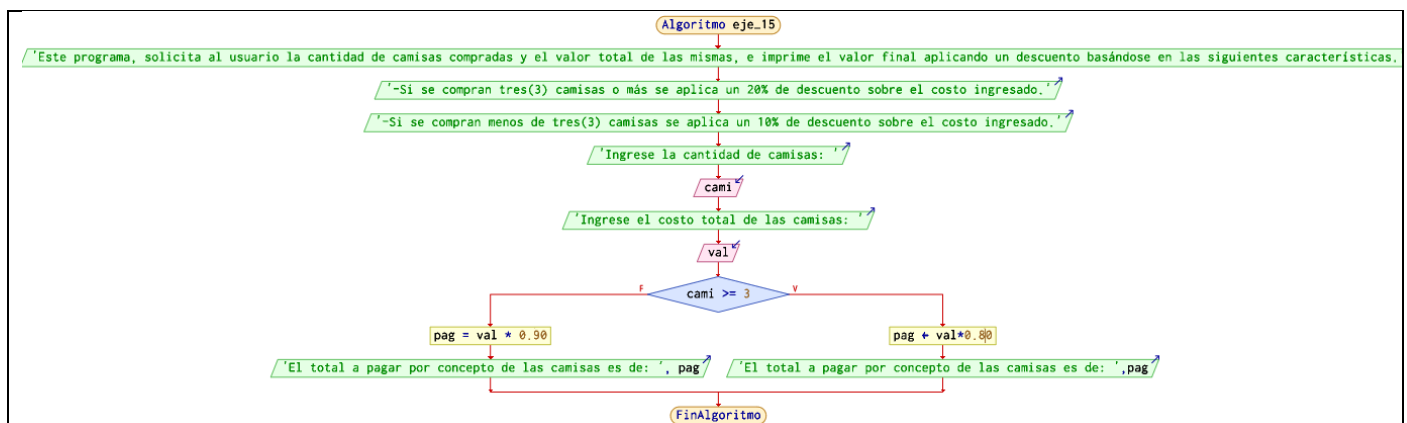 Algoritmo eje_15
'Este programa, solicita al usuario la cantidad de camisas compradas y el valor total de las mismas, e imprime el valor final aplicando un descuento basándose en las siguientes características.
'-Si se compran tres(3) camisas o más se aplica un 20% de descuento sobre el costo ingresado.'
'-Si se compran menos de tres(3) camisas se aplica un 10% de descuento sobre el costo ingresado.'
'Ingrese la cantidad de camisas: '
cami
'Ingrese el costo total de las camisas: '
val
F
cami >= 3
V
pag = val * 0.90
pag ← val*0.80
'El total a pagar por concepto de las camisas es de: ', pag
'El total a pagar por concepto de las camisas es de: ',pag
FinAlgoritmo